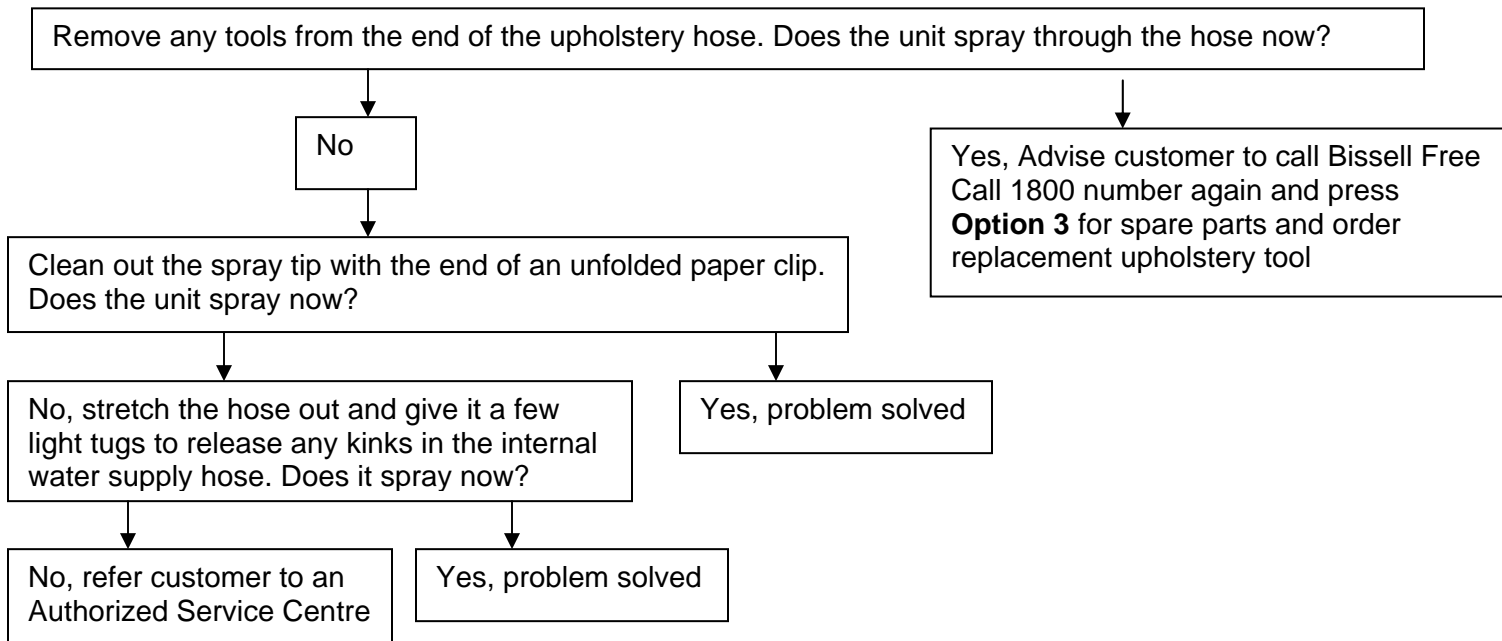 Remove any tools from the end of the upholstery hose. Does the unit spray through the hose now?
No
Yes, Advise customer to call Bissell Free
Call 1800 number again and press
Option 3 for spare parts and order
replacement upholstery tool
Clean out the spray tip with the end of an unfolded paper clip.
Does the unit spray now?
No, stretch the hose out and give it a few
light tugs to release any kinks in the internal
water supply hose. Does it spray now?
Yes, problem solved
No, refer customer to an
Authorized Service Centre
Yes, problem solved